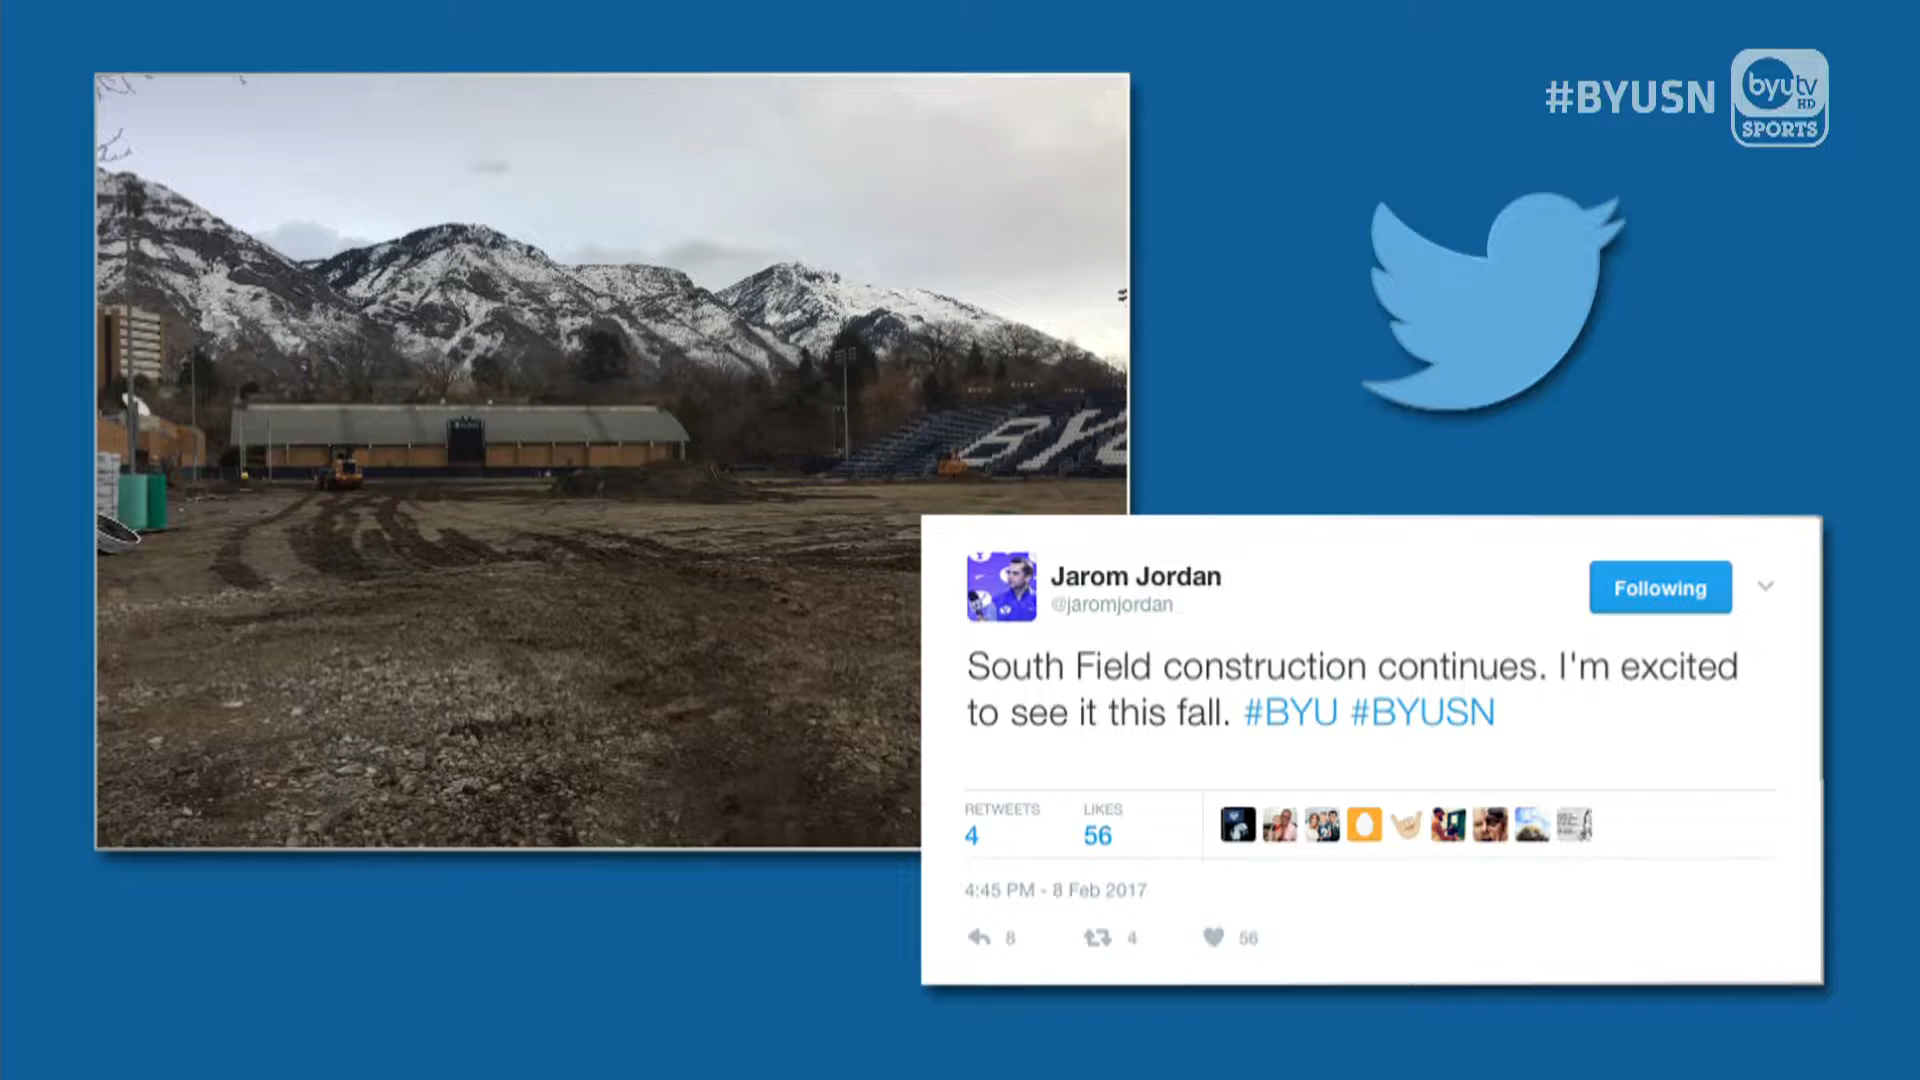 #BYUSN
byutv
HD
SPORTS
BYU
Jarom Jordan
@jaromjordan
Following
South Field construction continues. I'm excited
to see it this fall. #BYU #BYUSN
RETWEETS LIKES
4 56
4:45 PM - 8 Feb 2017
8 4 56